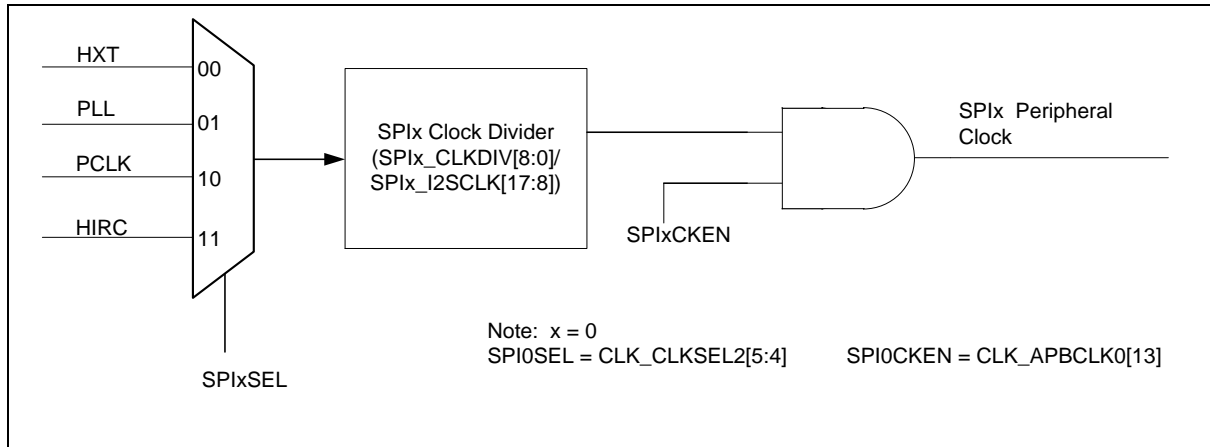 HXT
00
PLL
01
PCLK
10
HIRC
11
SPIxSEL
SPIx Clock Divider
(SPIx_CLKDIV[8:0]/
SPIx_I2SCLK[17:8])
SPIxCKEN
SPIx Peripheral
Clock
Note: x = 0
SPI0SEL = CLK_CLKSEL2[5:4] SPI0CKEN = CLK_APBCLK0[13]